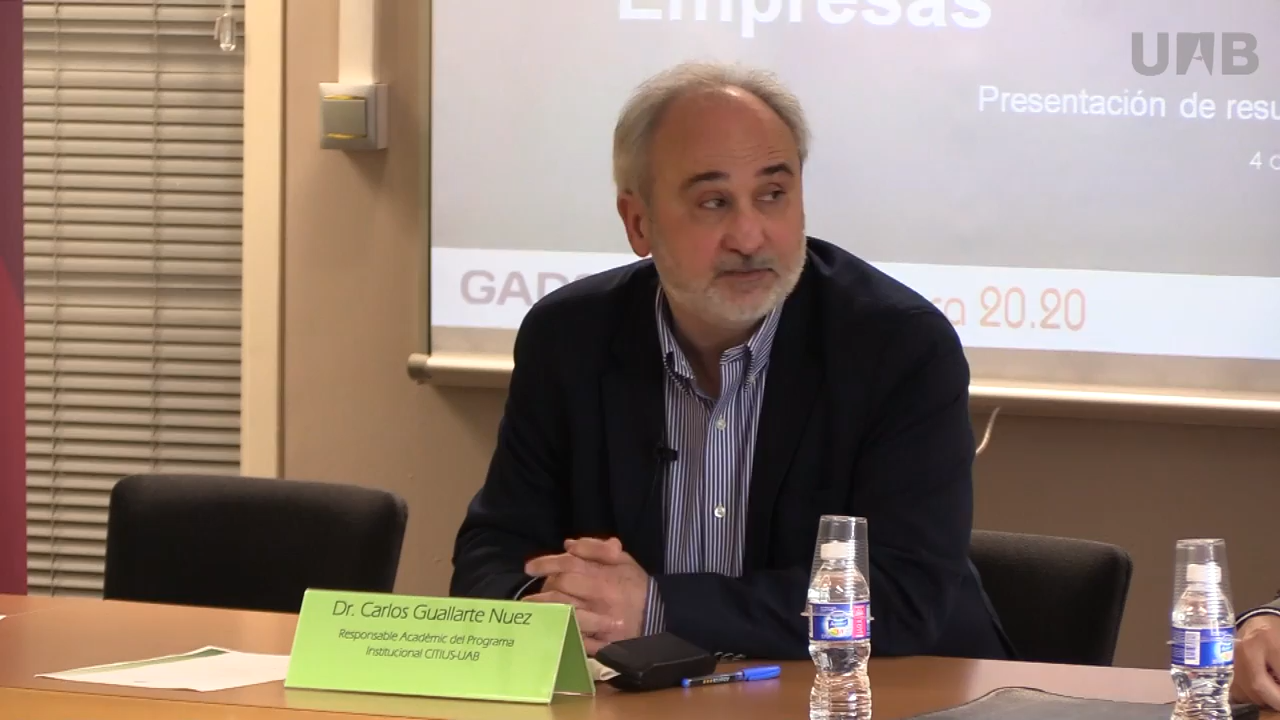 Empresas
UAB
Presentación de resu
4 d
GAD
ra 20.20
Dr. Carlos Guallarte Nuez
Responsable Acadèmic del Programa
Institucional CITIUS-UAB